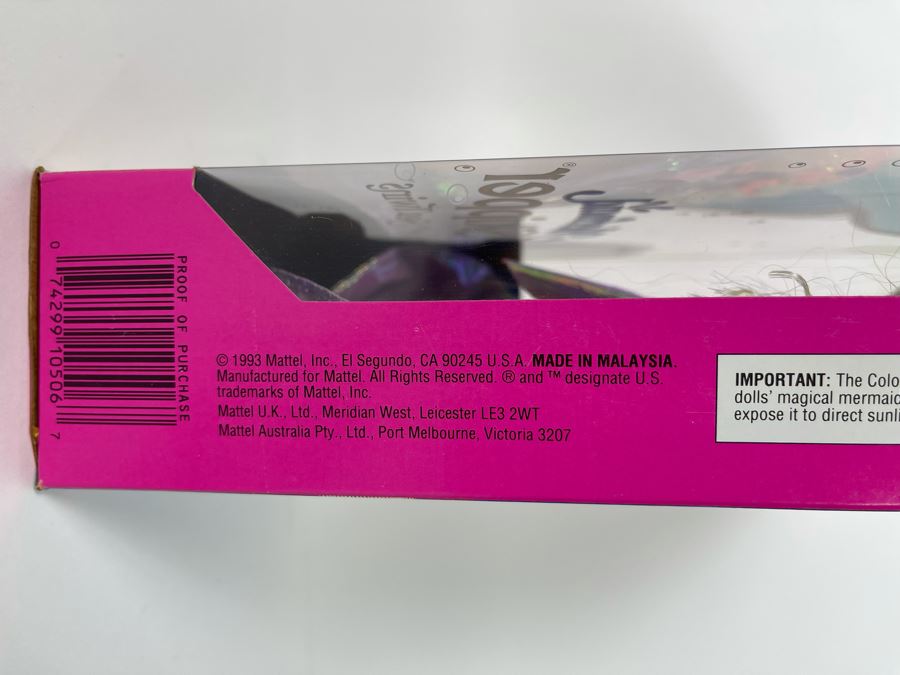 PROOF OF PURCHASE
0 74299 10506 7
© 1993 Mattel, Inc., El Segundo, CA 90245 U.S.A. MADE IN MALAYSIA.
Manufactured for Mattel. All Rights Reserved. ® and ™ designate U.S.
trademarks of Mattel, Inc.
Mattel U.K., Ltd., Meridian West, Leicester LE3 2WT
Mattel Australia Pty., Ltd., Port Melbourne, Victoria 3207
IMPORTANT: The Colo
dolls' magical mermaid
expose it to direct sunli